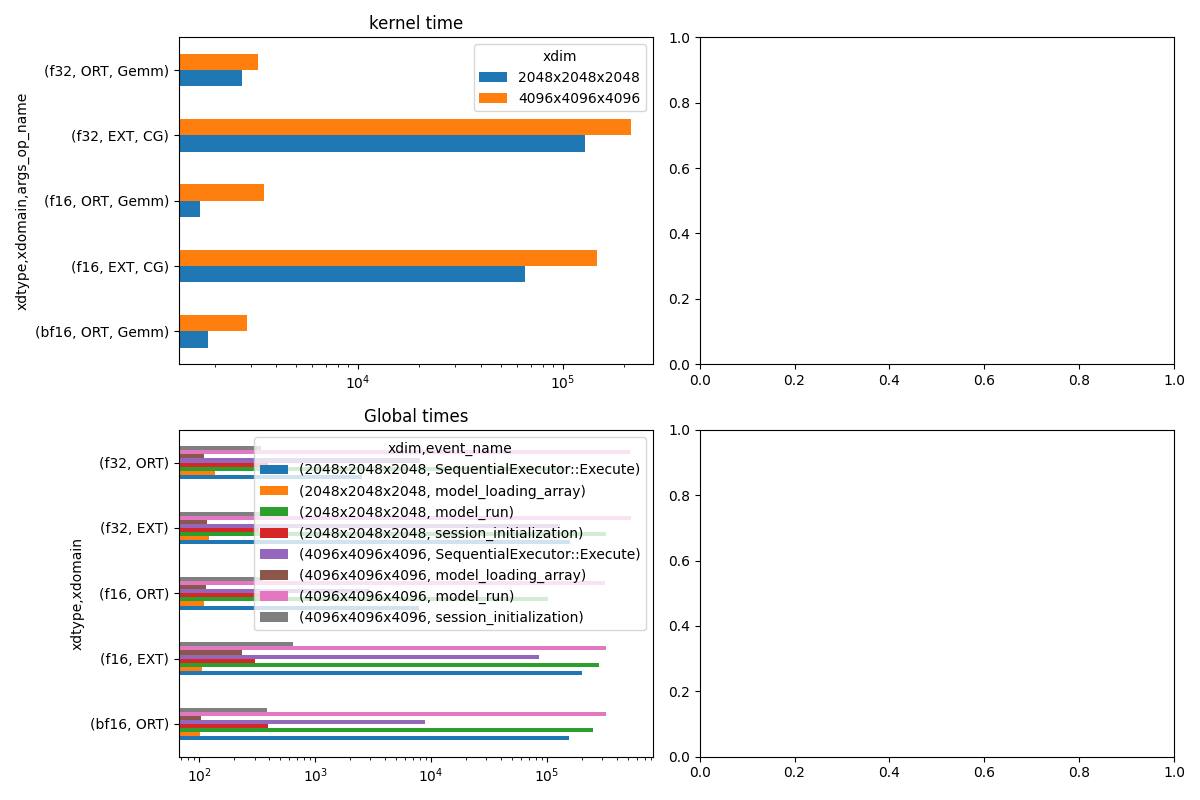 kernel time
xdtype,xdomain,args_op_name
(f32, ORT, Gemm)
(f32, EXT, CG)
(f16, ORT, Gemm)
(f16, EXT, CG)
(bf16, ORT, Gemm)
xdim
2048x2048x2048
4096x4096x4096
10^4
10^5
1.0
0.8
0.6
0.4
0.2
0.0
0.0 0.2 0.4 0.6 0.8 1.0
Global times
xdtype,xdomain
(f32, ORT)
(f32, EXT)
(f16, ORT)
(f16, EXT)
(bf16, ORT)
xdim,event_name
(2048x2048x2048, SequentialExecutor::Execute)
(2048x2048x2048, model_loading_array)
(2048x2048x2048, model_run)
(2048x2048x2048, session_initialization)
(4096x4096x4096, SequentialExecutor::Execute)
(4096x4096x4096, model_loading_array)
(4096x4096x4096, model_run)
(4096x4096x4096, session_initialization)
10^2 10^3 10^4 10^5
1.0
0.8
0.6
0.4
0.2
0.0
0.0 0.2 0.4 0.6 0.8 1.0